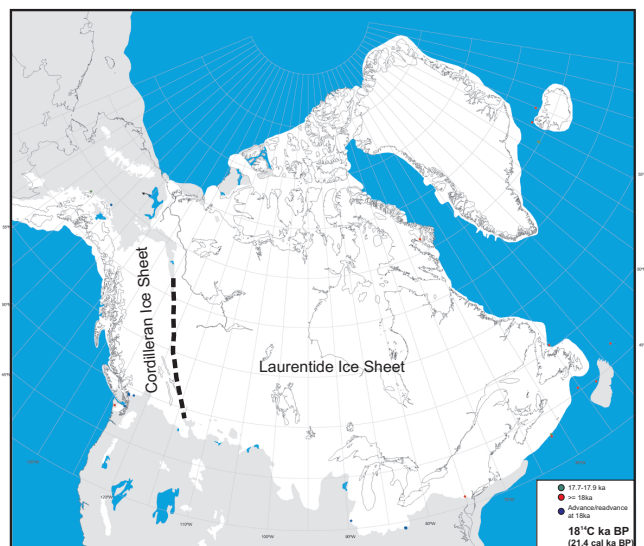 Cordilleran Ice Sheet
Laurentide Ice Sheet
17.7-17.9 ka
>= 18ka
Advance/readvance
at 18ka
18¹⁴C ka BP
(21.4 cal ka BP)
120°W
110°W
100°W
90°W
80°W